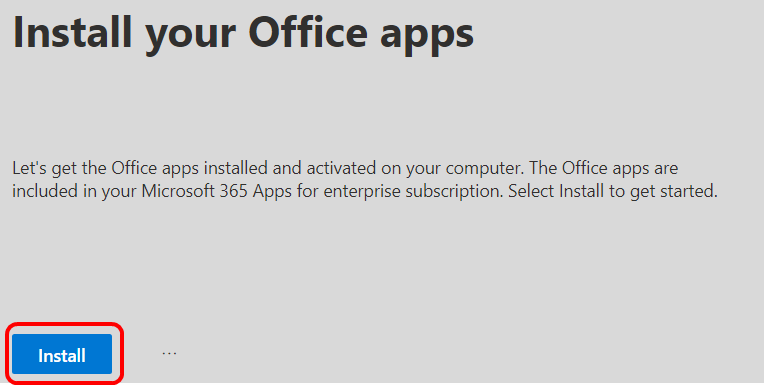 Install your Office apps
Let's get the Office apps installed and activated on your computer. The Office apps are
included in your Microsoft 365 Apps for enterprise subscription. Select Install to get started.
Install
...